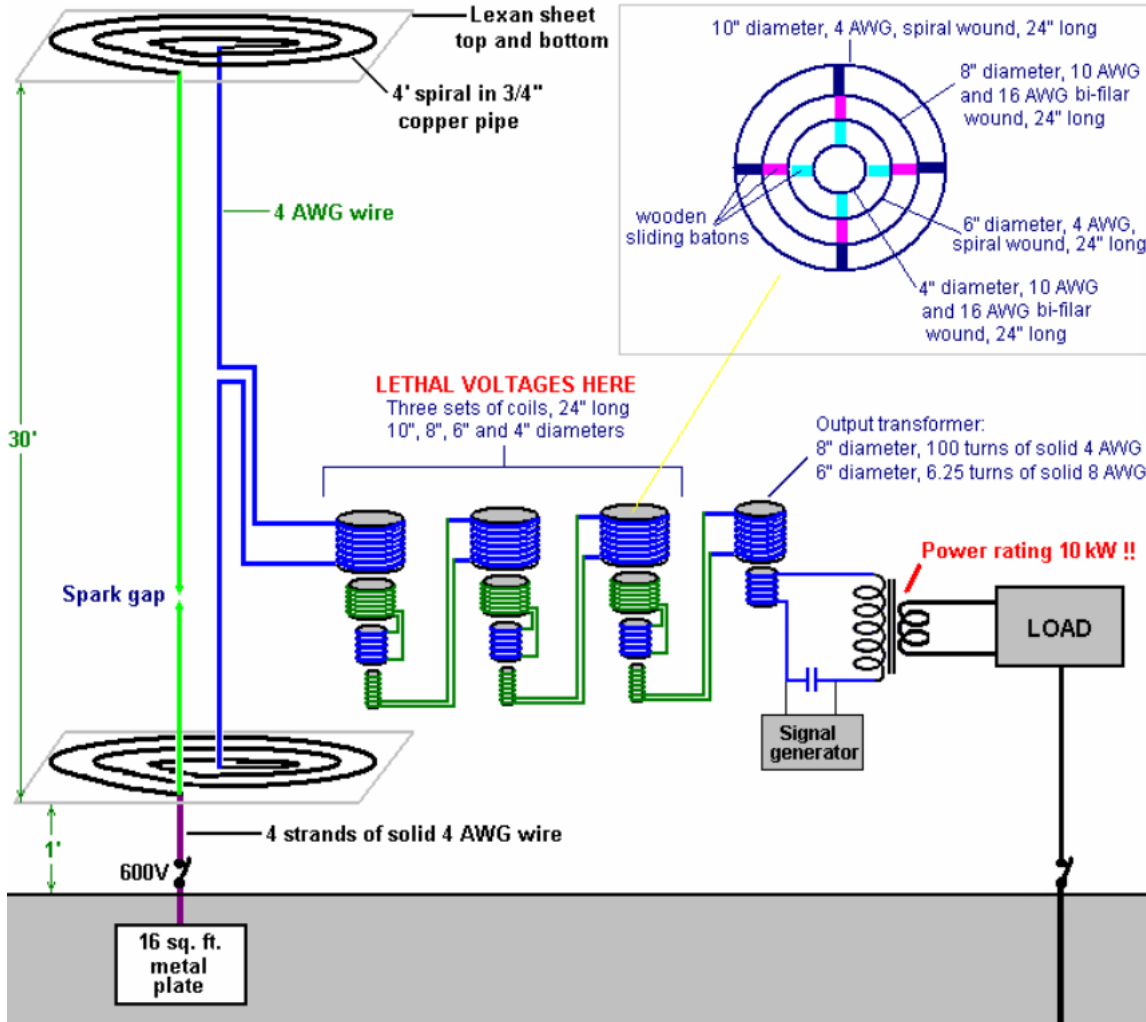 Lexan sheet
top and bottom
4' spiral in 3/4"
copper pipe
4 AWG wire
10" diameter, 4 AWG, spiral wound, 24" long
8" diameter, 10 AWG
and 16 AWG bi-filar
wound, 24" long
wooden
sliding batons
6" diameter, 4 AWG,
spiral wound, 24" long
4" diameter, 10 AWG
and 16 AWG bi-filar
wound, 24" long
LETHAL VOLTAGES HERE
Three sets of coils, 24" long
10", 8", 6" and 4" diameters
30'
Output transformer:
8" diameter, 100 turns of solid 4 AWG
6" diameter, 6.25 turns of solid 8 AWG
Power rating 10 kW !!
Spark gap
LOAD
Signal
generator
4 strands of solid 4 AWG wire
1'
600V
16 sq. ft.
metal
plate